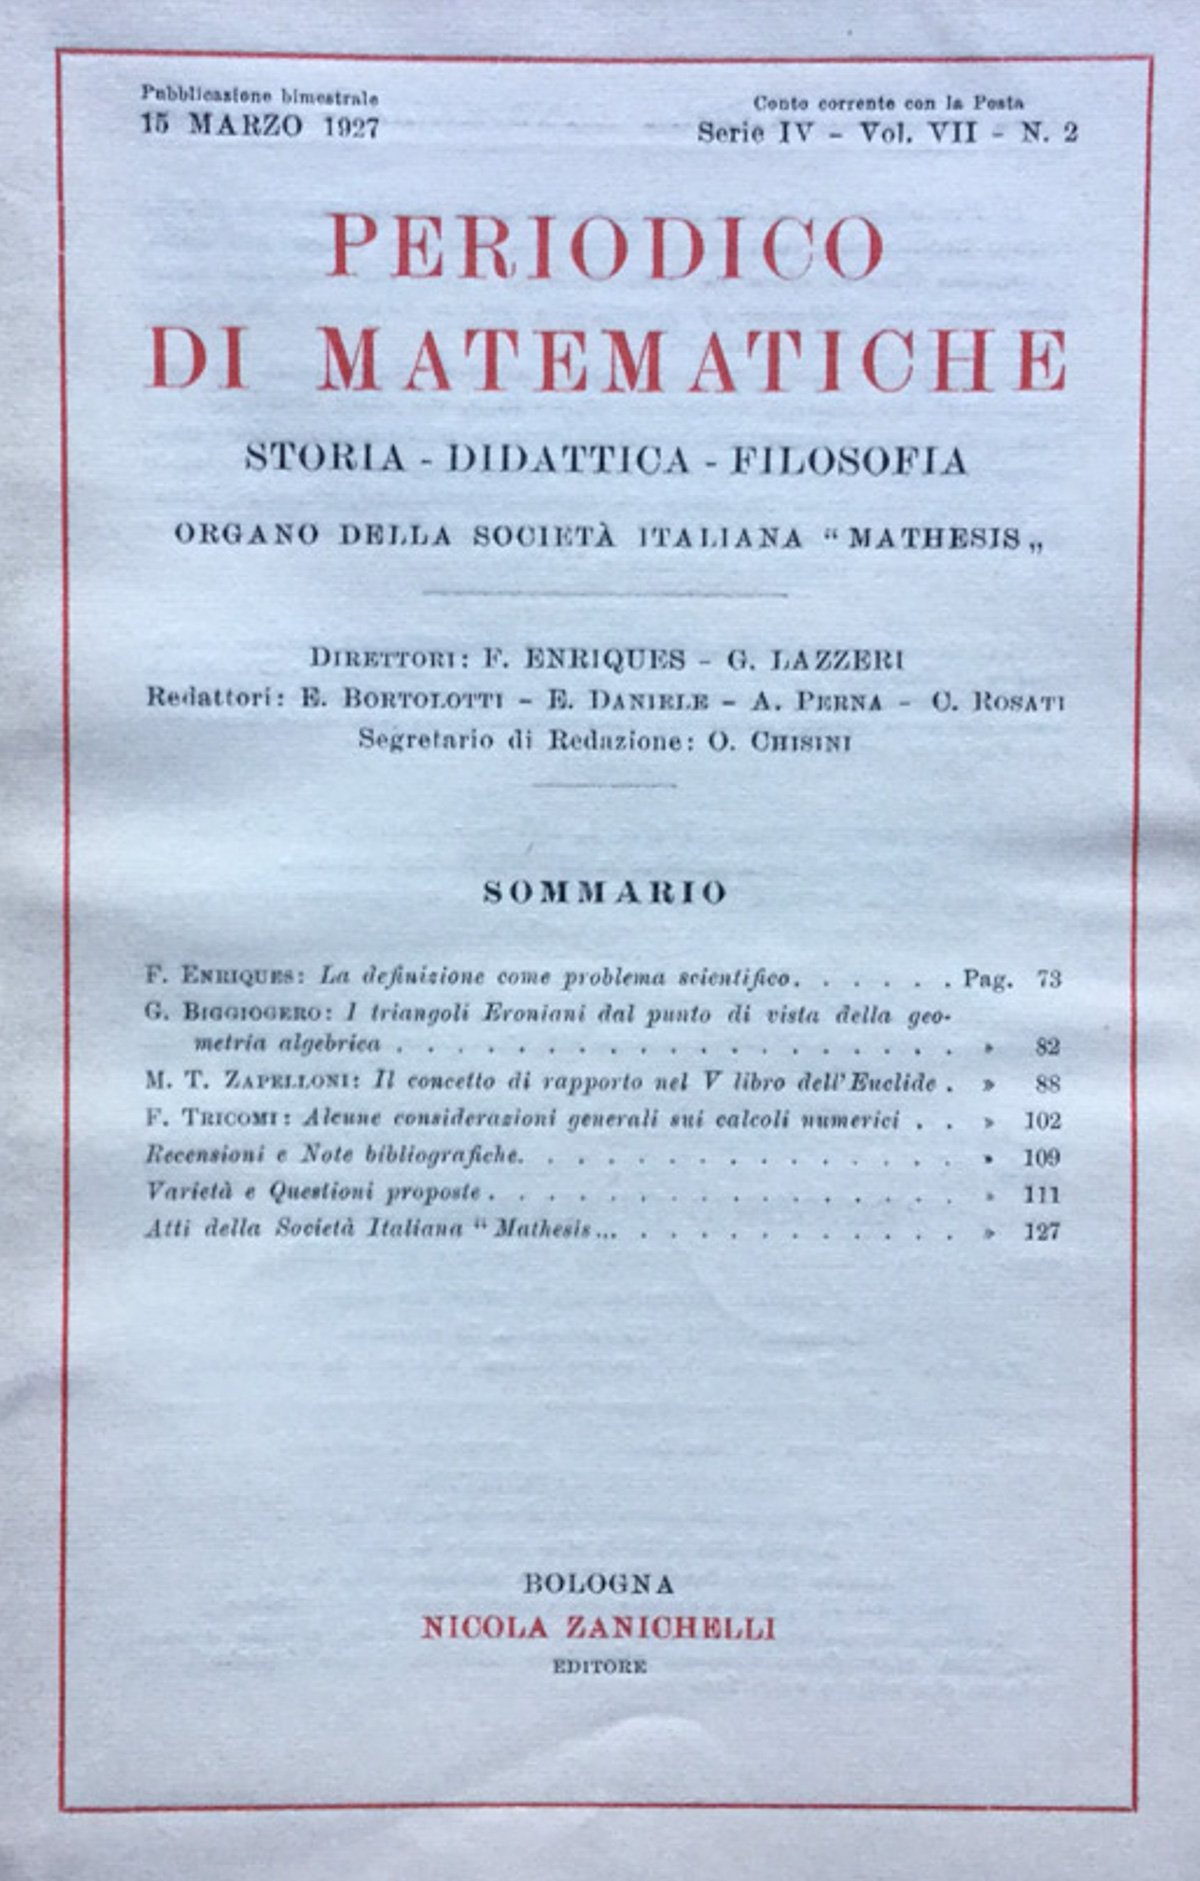 Pubblicazione bimestrale
15 MARZO 1927
Conto corrente con la Posta
Serie IV - Vol. VII - N. 2
PERIODICO
DI MATEMATICHE
STORIA - DIDATTICA - FILOSOFIA
ORGANO DELLA SOCIETÀ ITALIANA “ MATHESIS „
DIRETTORI: F. ENRIQUES - G. LAZZERI
Redattori: E. BORTOLOTTI - E. DANIELE - A. PERNA - C. ROSATI
Segretario di Redazione: O. CHISINI
SOMMARIO
F. ENRIQUES: La definizione come problema scientifico. . . . . . Pag. 73
G. BIGGIOGERO: I triangoli Eroniani dal punto di vista della geo-
metria algebrica . . . . . . . . . . . . . . . . . . . » 82
M. T. ZAPELLONI: Il concetto di rapporto nel V libro dell'Euclide . » 88
F. TRICOMI: Alcune considerazioni generali sui calcoli numerici . . » 102
Recensioni e Note bibliografiche. . . . . . . . . . . . . . . » 109
Varietà e Questioni proposte . . . . . . . . . . . . . . . . » 111
Atti della Società Italiana “ Mathesis „. . . . . . . . . . . . . » 127
BOLOGNA
NICOLA ZANICHELLI
EDITORE